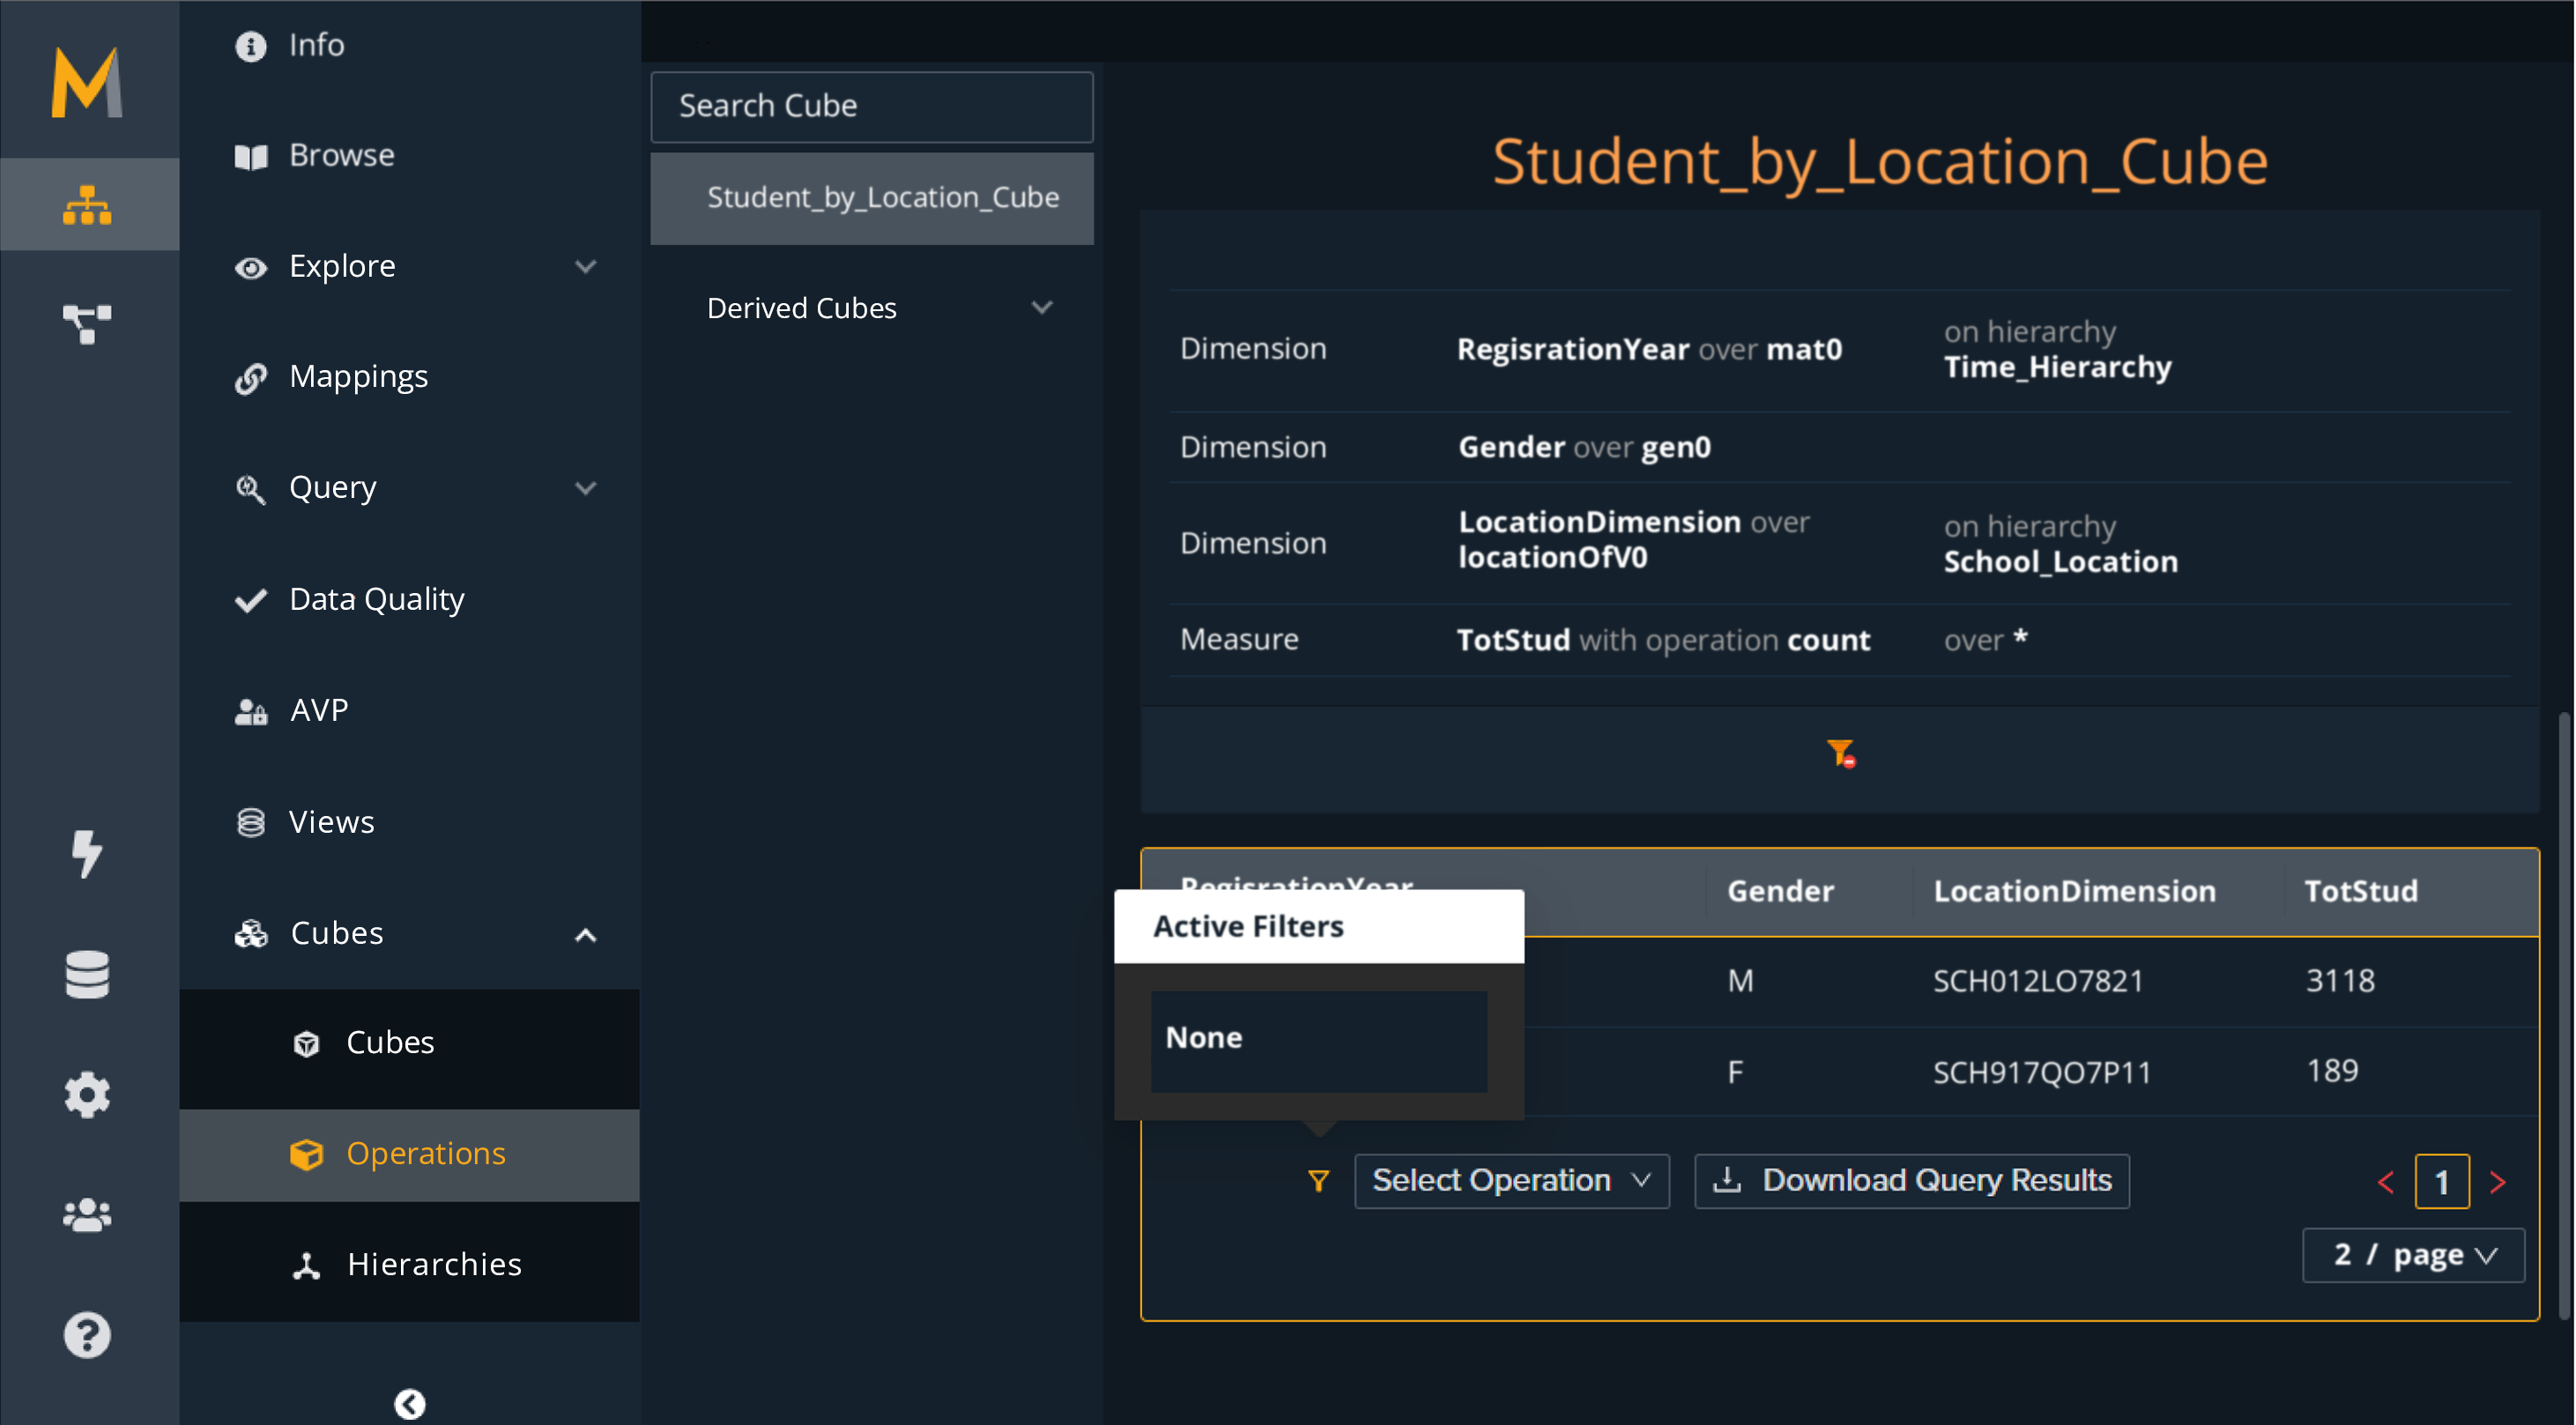 Info
Browse
Explore
Mappings
Query
Data Quality
AVP
Views
Cubes
Cubes
Operations
Hierarchies
Search Cube
Student_by_Location_Cube
Derived Cubes
Student_by_Location_Cube
Dimension RegisrationYear over mat0 on hierarchy
Time_Hierarchy
Dimension Gender over gen0
Dimension LocationDimension over
locationOfV0 on hierarchy
School_Location
Measure TotStud with operation count over *
RegisrationYear Gender LocationDimension TotStud
Active Filters
None
M SCH012LO7821 3118
F SCH917QO7P11 189
Select Operation Download Query Results < 1 >
2 / page